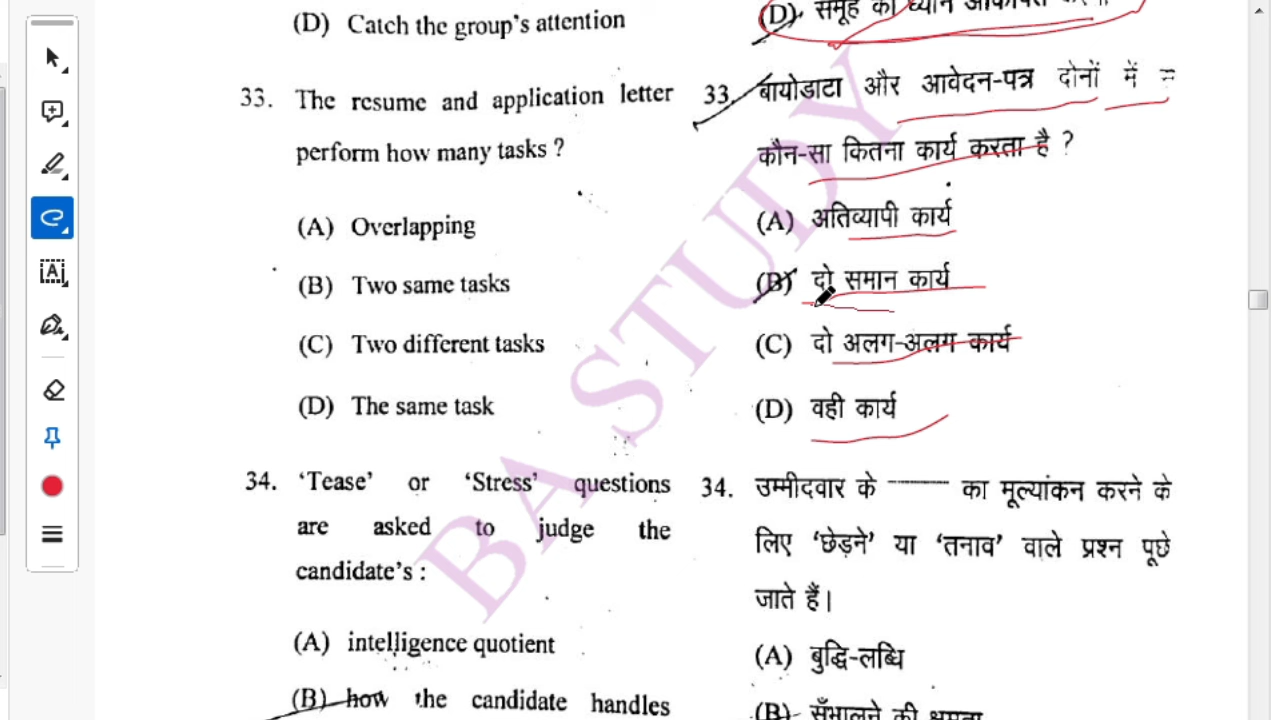 (D) Catch the group's attention
33. The resume and application letter
perform how many tasks ?
(A) Overlapping
(B) Two same tasks
(C) Two different tasks
(D) The same task
34. 'Tease' or 'Stress' questions
are asked to judge the
candidate's :
(A) intelligence quotient
(B) how the candidate handles
(D) समूह का ध्यान
33. बायोडाटा और आवेदन-पत्र दोनों में
कौन-सा कितना कार्य करता है ?
(A) अतिव्यापी कार्य
(B) दो समान कार्य
(C) दो अलग-अलग कार्य
(D) वही कार्य
34. उम्मीदवार के ——— का मूल्यांकन करने के
लिए 'छेड़ने' या 'तनाव' वाले प्रश्न पूछे
जाते हैं।
(A) बुद्धि-लब्धि
(B) सँभालने की क्षमता
BA STUDY